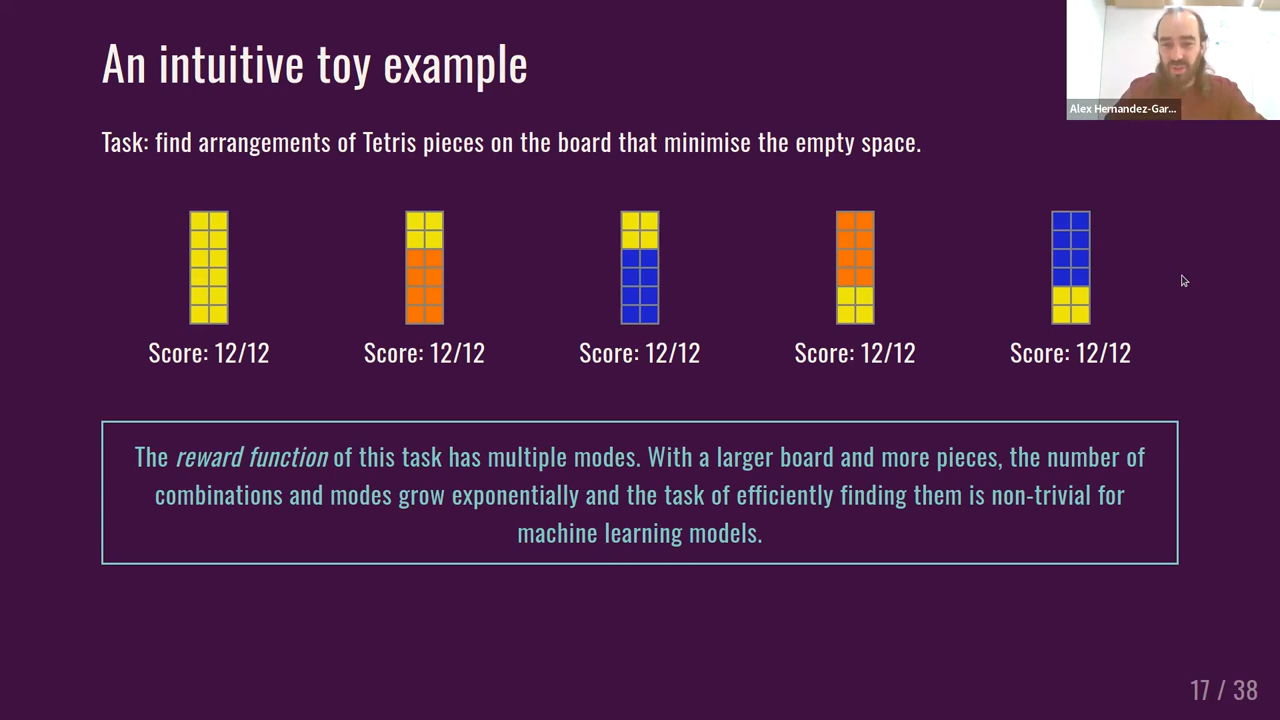 An intuitive toy example
Alex Hernandez-Gar...
Task: find arrangements of Tetris pieces on the board that minimise the empty space.
Score: 12/12
Score: 12/12
Score: 12/12
Score: 12/12
Score: 12/12
The reward function of this task has multiple modes. With a larger board and more pieces, the number of
combinations and modes grow exponentially and the task of efficiently finding them is non-trivial for
machine learning models.
17 / 38